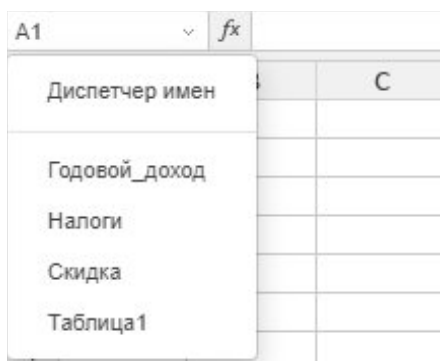 A1 fx
Диспетчер имен
C
Годовой_доход
Налоги
Скидка
Таблица1